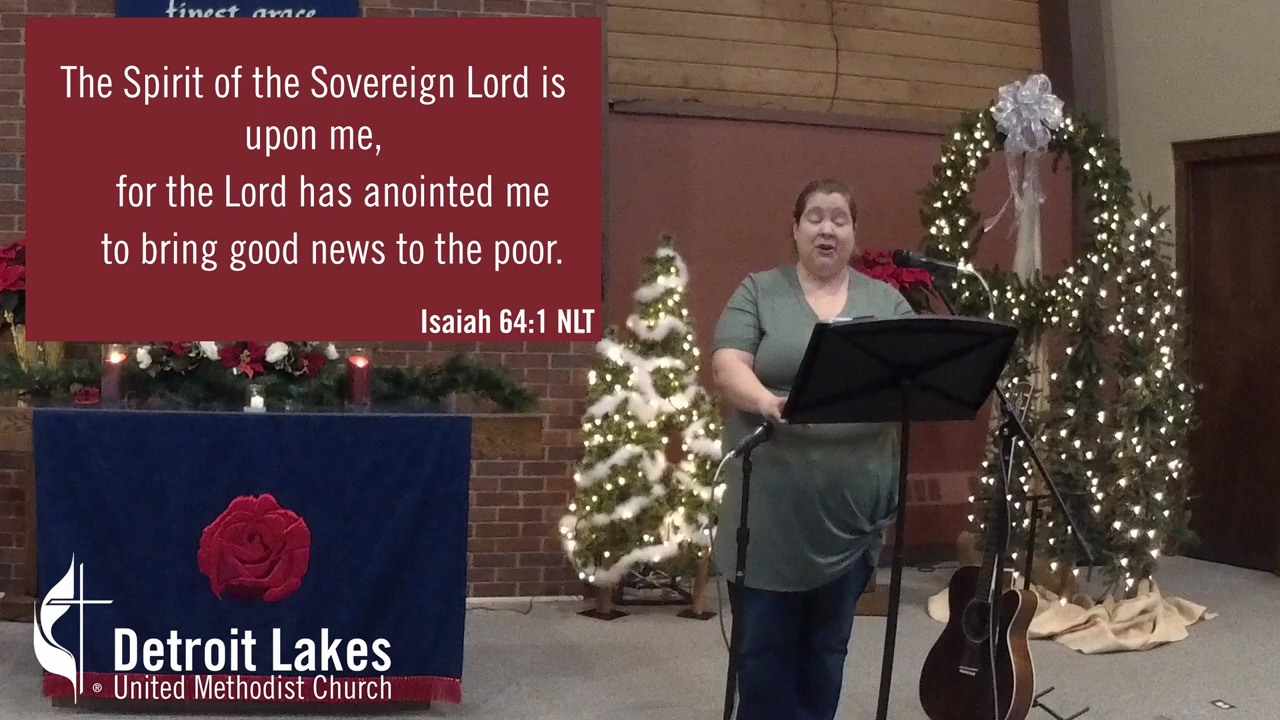 finest grace
The Spirit of the Sovereign Lord is
upon me,
for the Lord has anointed me
to bring good news to the poor.
Isaiah 64:1 NLT
Detroit Lakes
® United Methodist Church